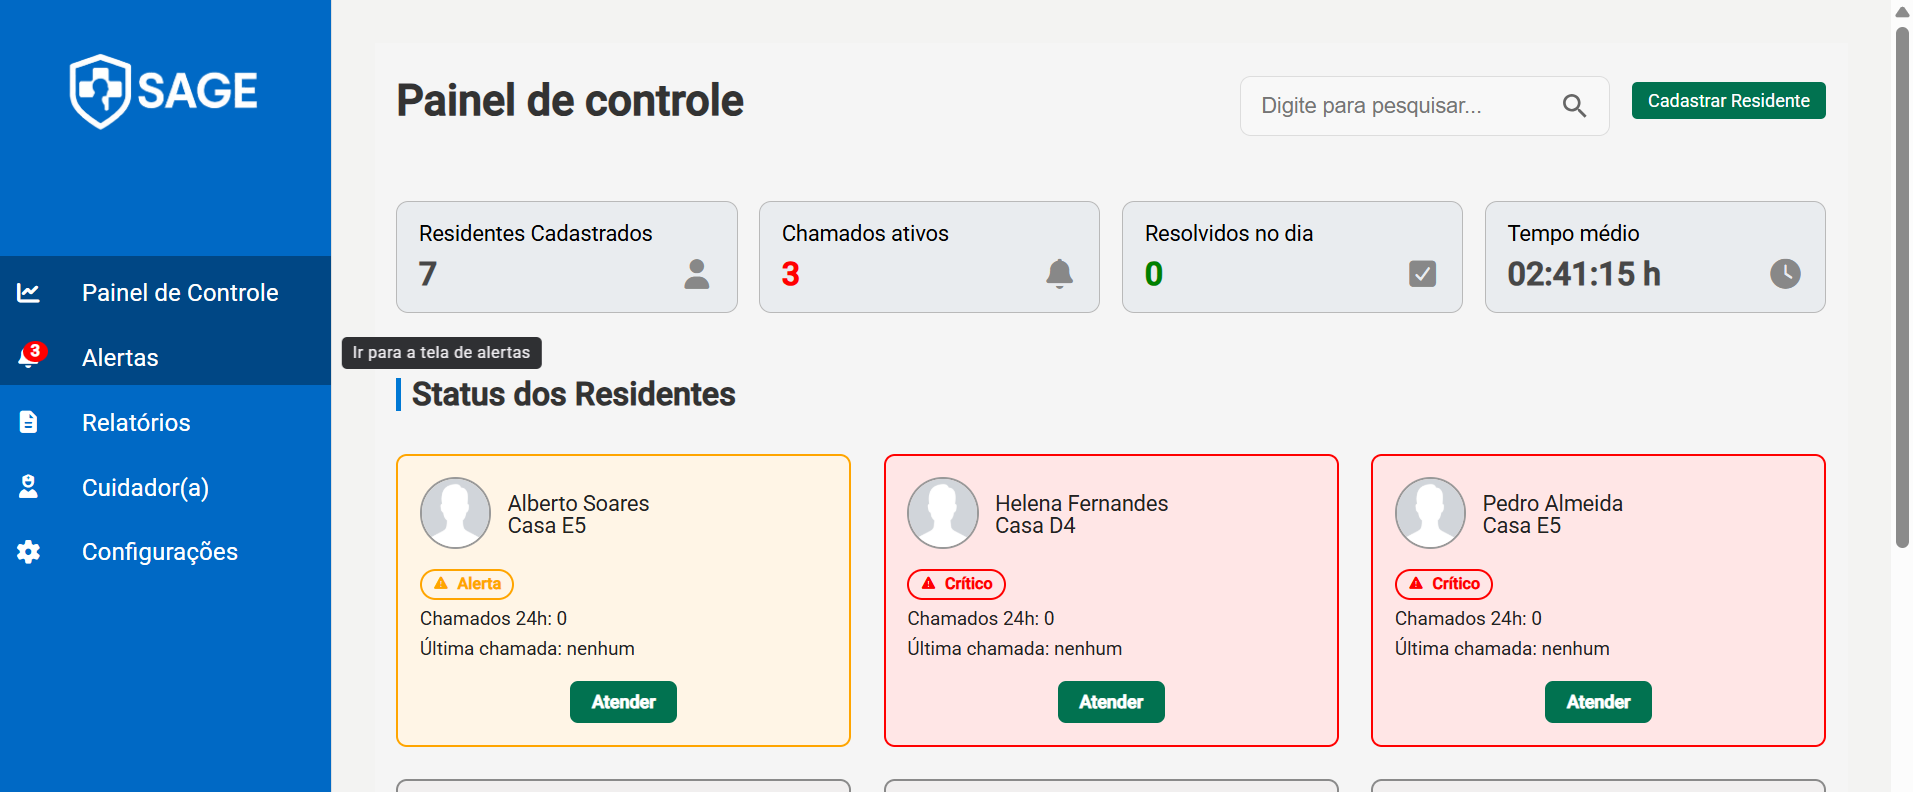 SAGE
Painel de Controle
3
Alertas
Relatórios
Cuidador(a)
Configurações
Ir para a tela de alertas
Painel de controle
Digite para pesquisar...
Cadastrar Residente
Residentes Cadastrados
7
Chamados ativos
3
Resolvidos no dia
0
Tempo médio
02:41:15 h
Status dos Residentes
Alberto Soares
Casa E5
Alerta
Chamados 24h: 0
Última chamada: nenhum
Atender
Helena Fernandes
Casa D4
Crítico
Chamados 24h: 0
Última chamada: nenhum
Atender
Pedro Almeida
Casa E5
Crítico
Chamados 24h: 0
Última chamada: nenhum
Atender